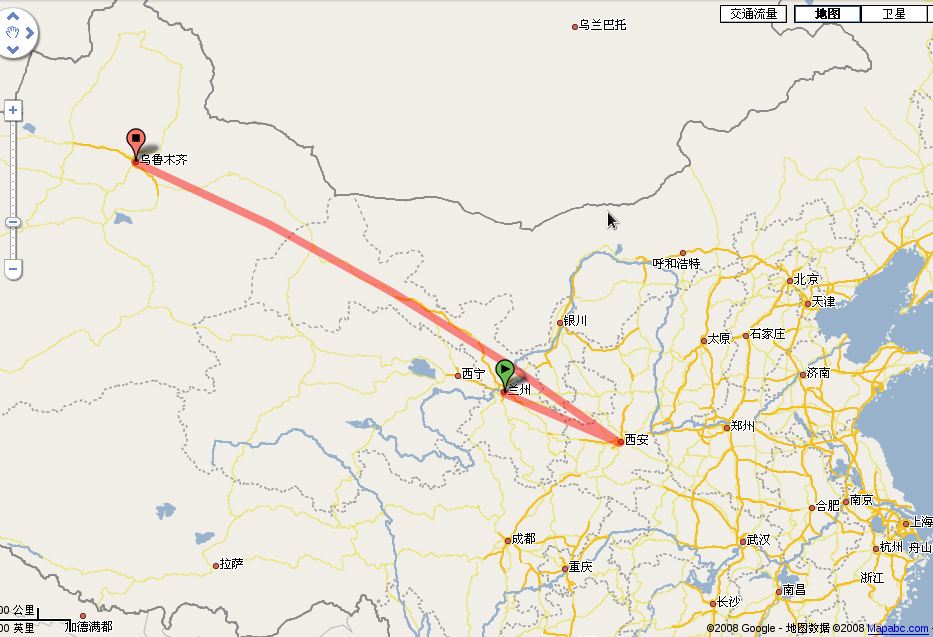 交通流量
地图
卫星
乌兰巴托
乌鲁木齐
呼和浩特
北京
天津
银川
太原
石家庄
西宁
济南
兰州
郑州
西安
合肥
南京
上海
成都
武汉
杭州
舟山
拉萨
重庆
浙江
南昌
长沙
00 公里
00 英里
加德满都
©2008 Google - 地图数据 ©2008 Mapabc.com -